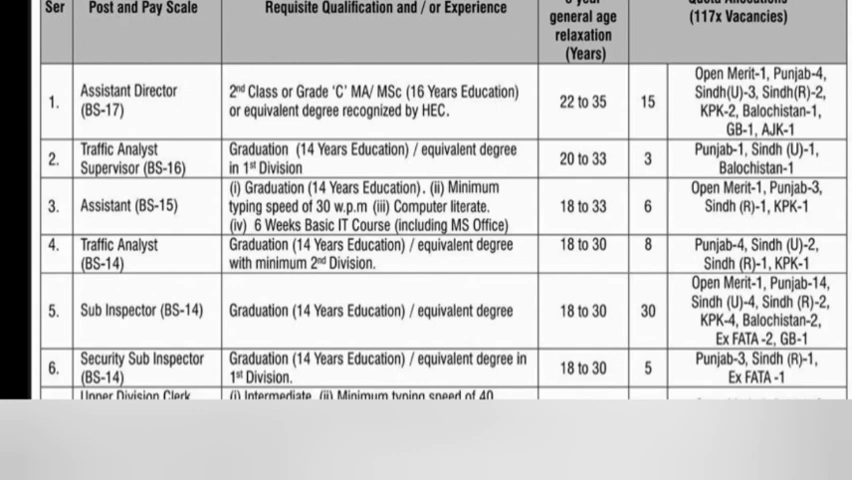 Ser
Post and Pay Scale
Requisite Qualification and / or Experience
general age
relaxation
(Years)
(117x Vacancies)
1.
Assistant Director
(BS-17)
2nd Class or Grade ‘C’ MA/ MSc (16 Years Education)
or equivalent degree recognized by HEC.
22 to 35
15
Open Merit-1, Punjab-4,
Sindh(U)-3, Sindh(R)-2,
KPK-2, Balochistan-1,
GB-1, AJK-1
2.
Traffic Analyst
Supervisor (BS-16)
Graduation (14 Years Education) / equivalent degree
in 1st Division
20 to 33
3
Punjab-1, Sindh (U)-1,
Balochistan-1
3.
Assistant (BS-15)
(i) Graduation (14 Years Education). (ii) Minimum
typing speed of 30 w.p.m (iii) Computer literate.
(iv) 6 Weeks Basic IT Course (including MS Office)
18 to 33
6
Open Merit-1, Punjab-3,
Sindh (R)-1, KPK-1
4.
Traffic Analyst
(BS-14)
Graduation (14 Years Education) / equivalent degree
with minimum 2nd Division.
18 to 30
8
Punjab-4, Sindh (U)-2,
Sindh (R)-1, KPK-1
5.
Sub Inspector (BS-14)
Graduation (14 Years Education) / equivalent degree
18 to 30
30
Open Merit-1, Punjab-14,
Sindh (U)-4, Sindh (R)-2,
KPK-4, Balochistan-2,
Ex FATA -2, GB-1
6.
Security Sub Inspector
(BS-14)
Graduation (14 Years Education) / equivalent degree in
1st Division.
18 to 30
5
Punjab-3, Sindh (R)-1,
Ex FATA -1
Upper Division Clerk
(i) Intermediate. (ii) Minimum typing speed of 40